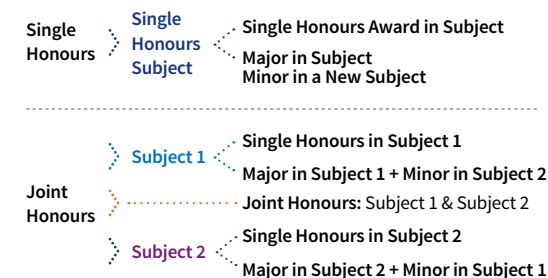 Single
Honours
Single
Honours
Subject
Single Honours Award in Subject
Major in Subject
Minor in a New Subject
Joint
Honours
Subject 1
Single Honours in Subject 1
Major in Subject 1 + Minor in Subject 2
Joint Honours: Subject 1 & Subject 2
Subject 2
Single Honours in Subject 2
Major in Subject 2 + Minor in Subject 1